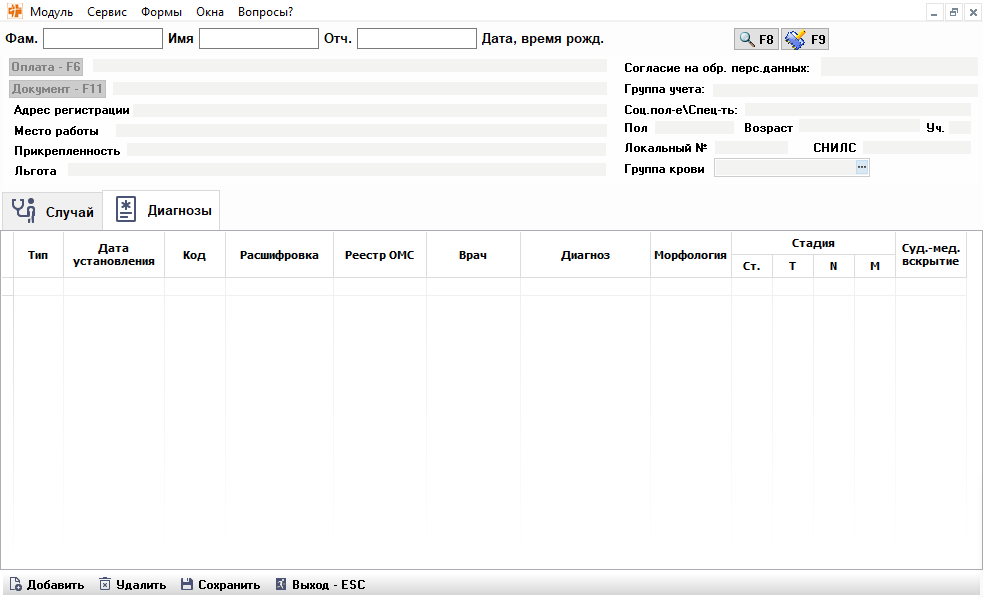 Модуль Сервис Формы Окна Вопросы?
Фам. Имя Отч. Дата, время рожд. F8 F9
Оплата - F6
Документ - F11
Адрес регистрации
Место работы
Прикрепленность
Льгота
Согласие на обр. перс.данных:
Группа учета:
Соц.пол-е\Спец-ть:
Пол Возраст Уч.
Локальный № СНИЛС
Группа крови ...
Случай Диагнозы
Тип Дата установления Код Расшифровка Реестр ОМС Врач Диагноз Морфология Стадия Суд.-мед. вскрытие
Ст. T N M
Добавить Удалить Сохранить Выход - ESC